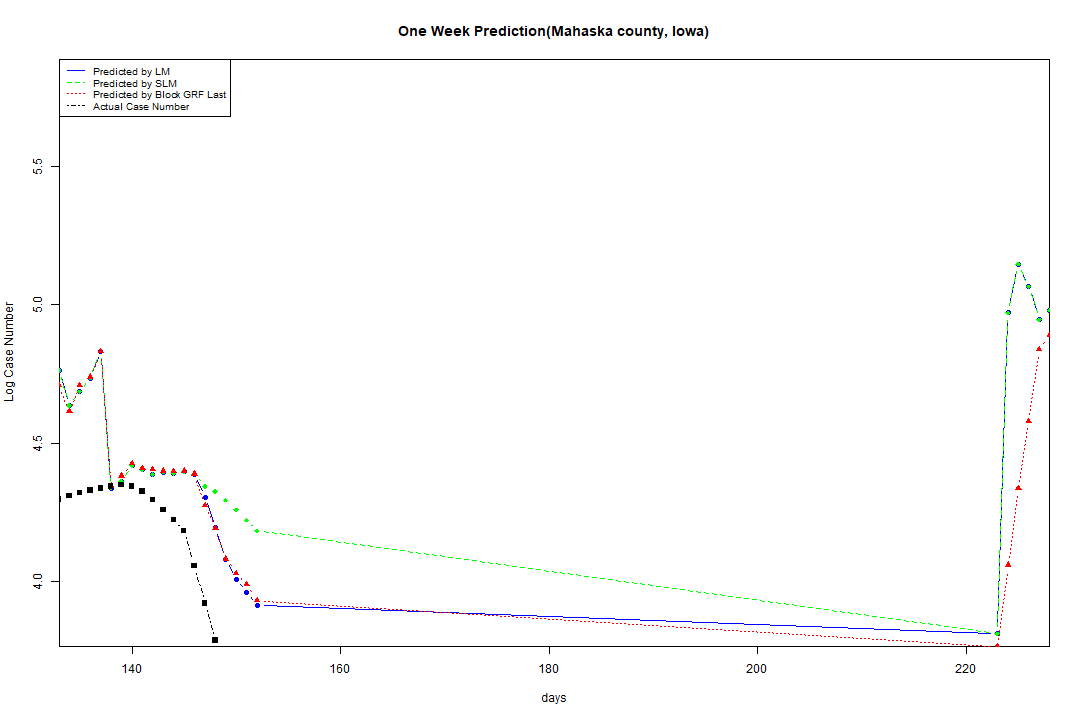 One Week Prediction(Mahaska county, Iowa)
Predicted by LM
Predicted by SLM
Predicted by Block GRF Last
Actual Case Number
Log Case Number
5.5
5.0
4.5
4.0
140 160 180 200 220
days